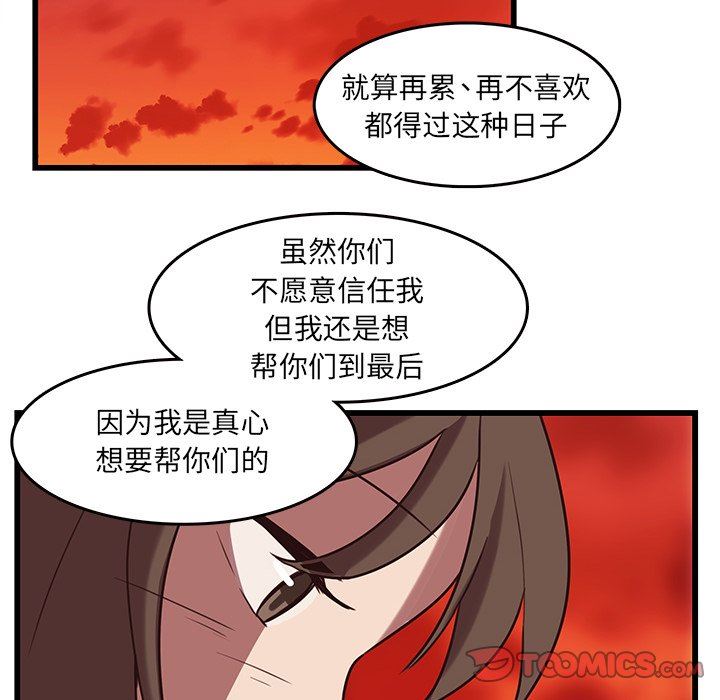 就算再累、再不喜欢
都得过这种日子
虽然你们
不愿意信任我
但我还是想
帮你们到最后
因为我是真心
想要帮你们的
TOOMICS.COM